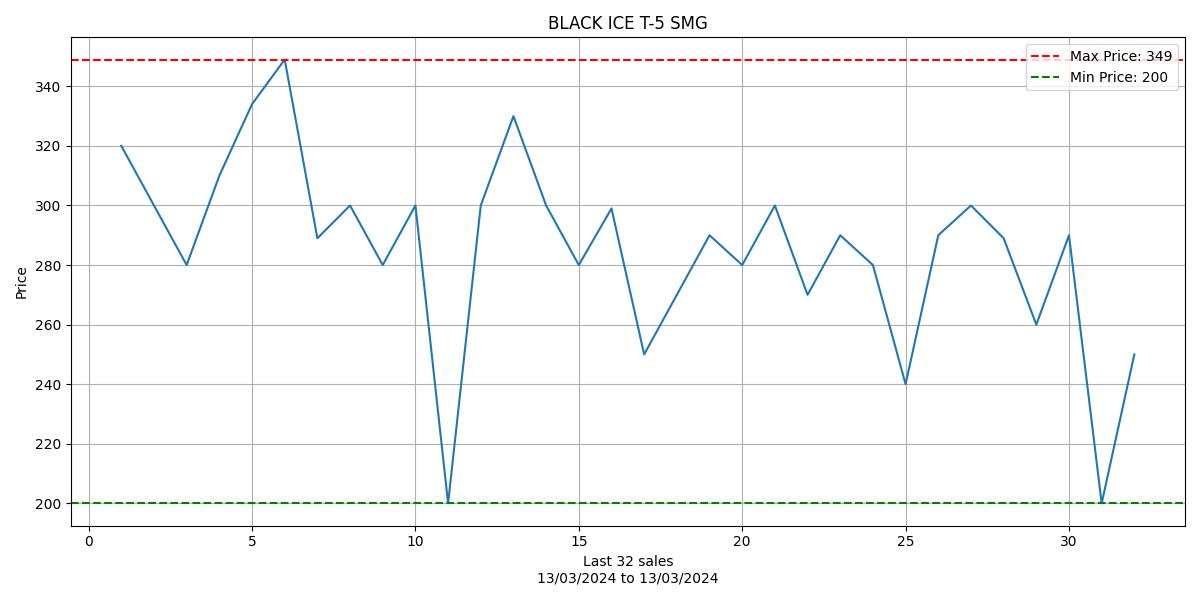 BLACK ICE T-5 SMG
Max Price: 349
Min Price: 200
Price
340
320
300
280
260
240
220
200
0 5 10 15 20 25 30
Last 32 sales
13/03/2024 to 13/03/2024